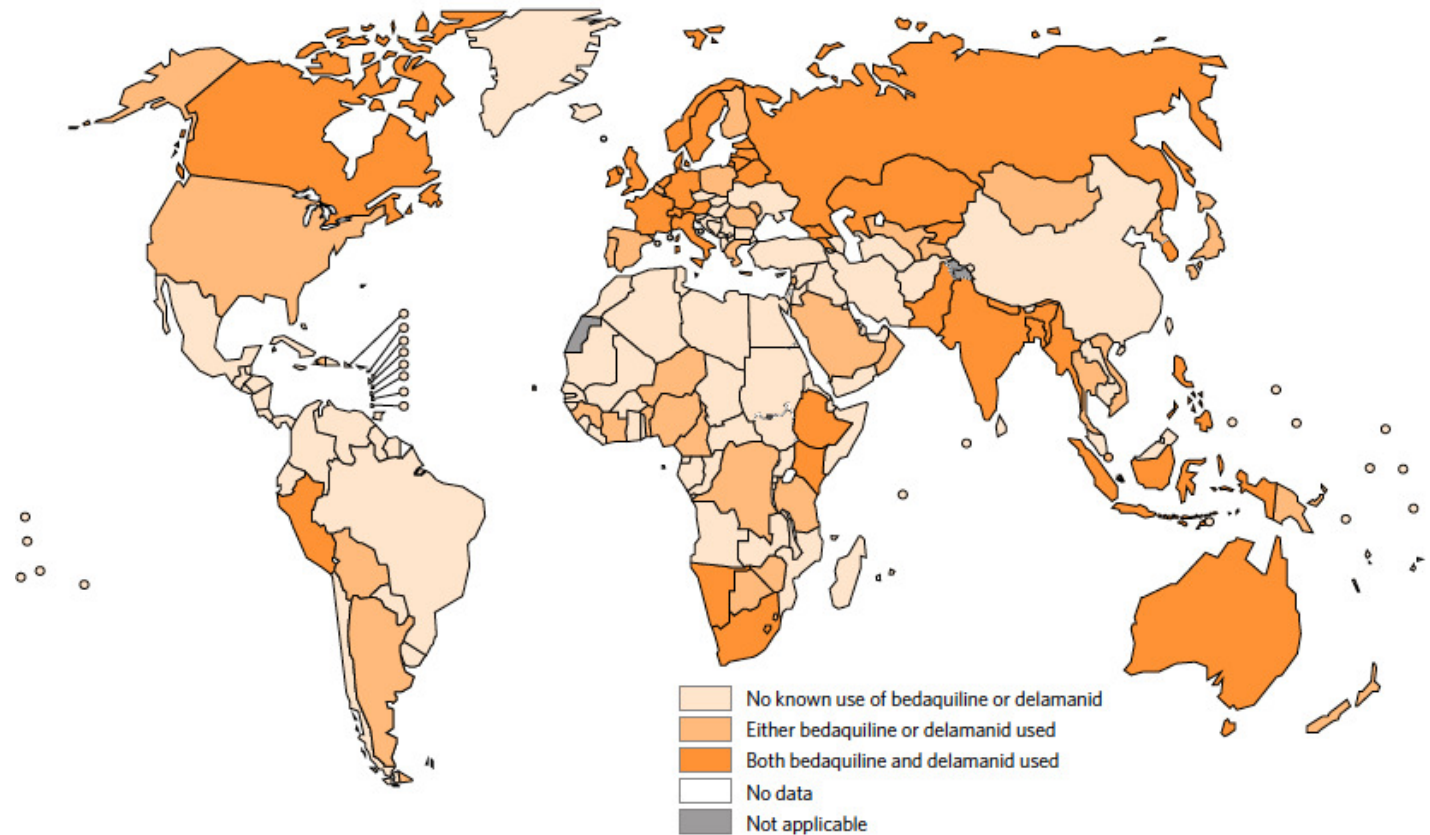 No known use of bedaquiline or delamanid
Either bedaquiline or delamanid used
Both bedaquiline and delamanid used
No data
Not applicable